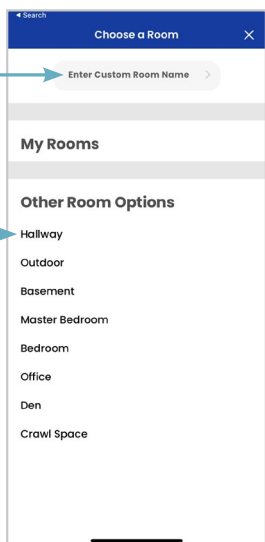 Search
Choose a Room
Enter Custom Room Name
My Rooms
Other Room Options
Hallway
Outdoor
Basement
Master Bedroom
Bedroom
Office
Den
Crawl Space